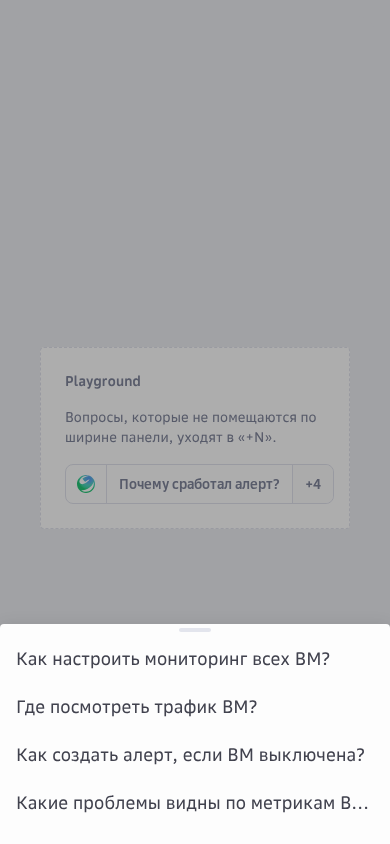 Playground
Вопросы, которые не помещаются по
ширине панели, уходят в «+N».
Почему сработал алерт?
+4
Как настроить мониторинг всех ВМ?
Где посмотреть трафик ВМ?
Как создать алерт, если ВМ выключена?
Какие проблемы видны по метрикам В...